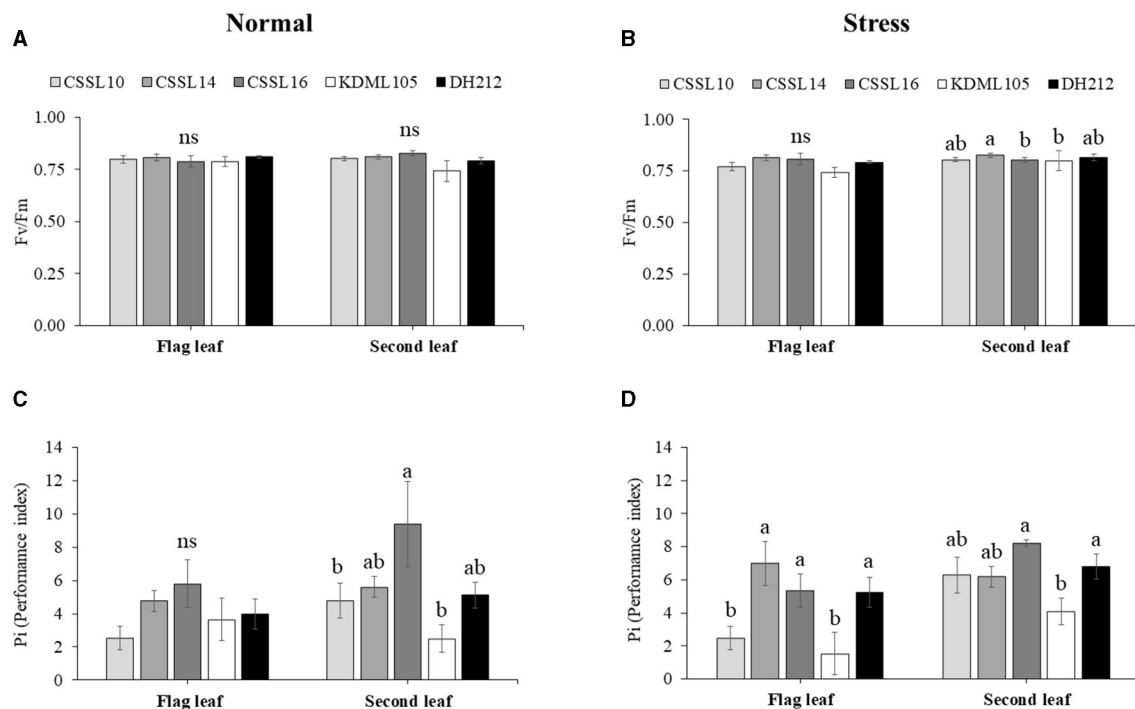 Normal
A
CSSL10 CSSL14 CSSL16 KDML105 DH212
1.00
0.75
0.50
0.25
0.00
Fv/Fm
ns
ns
Flag leaf Second leaf
Stress
B
CSSL10 CSSL14 CSSL16 KDML105 DH212
1.00
0.75
0.50
0.25
0.00
Fv/Fm
ns
ab a b b ab
Flag leaf Second leaf
C
14
12
10
8
6
4
2
0
Pi (Perfornamce index)
ns
b ab a b ab
Flag leaf Second leaf
D
14
12
10
8
6
4
2
0
Pi (Perfornamce index)
b a a b a
ab ab a b a
Flag leaf Second leaf